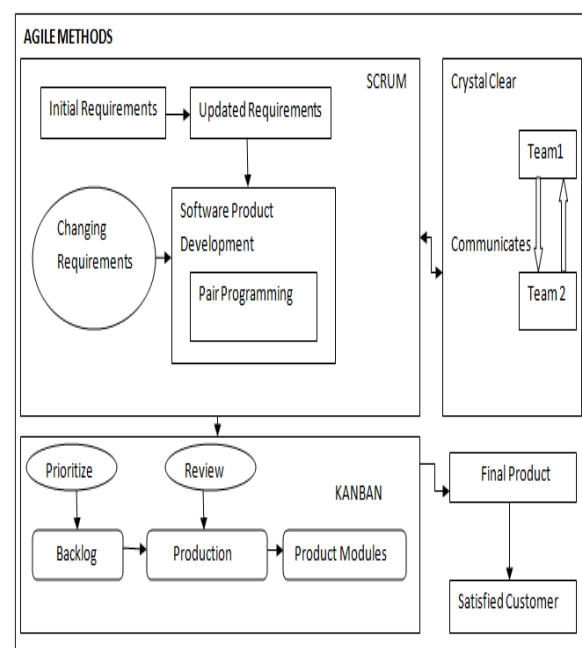 AGILE METHODS
SCRUM
Initial Requirements
Updated Requirements
Changing
Requirements
Software Product
Development
Pair Programming
Crystal Clear
Team1
Communicates
Team 2
Prioritize
Review
KANBAN
Backlog
Production
Product Modules
Final Product
Satisfied Customer